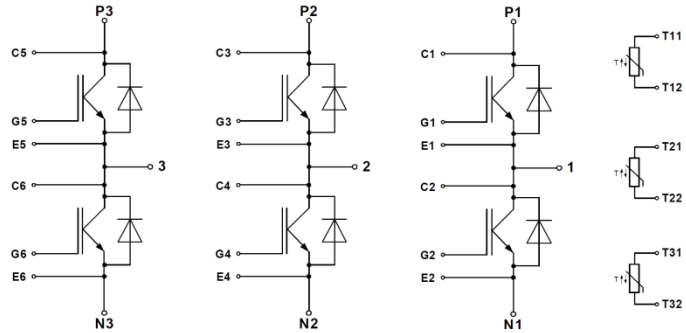 P3 P2 P1
C5 C3 C1 T11
T↑↓
G5 G3 G1 T12
E5 E3 E1
3 2 1 T21
T↑↓
C6 C4 C2
T22
G6 G4 G2 T31
E6 E4 E2 T↑↓
T32
N3 N2 N1